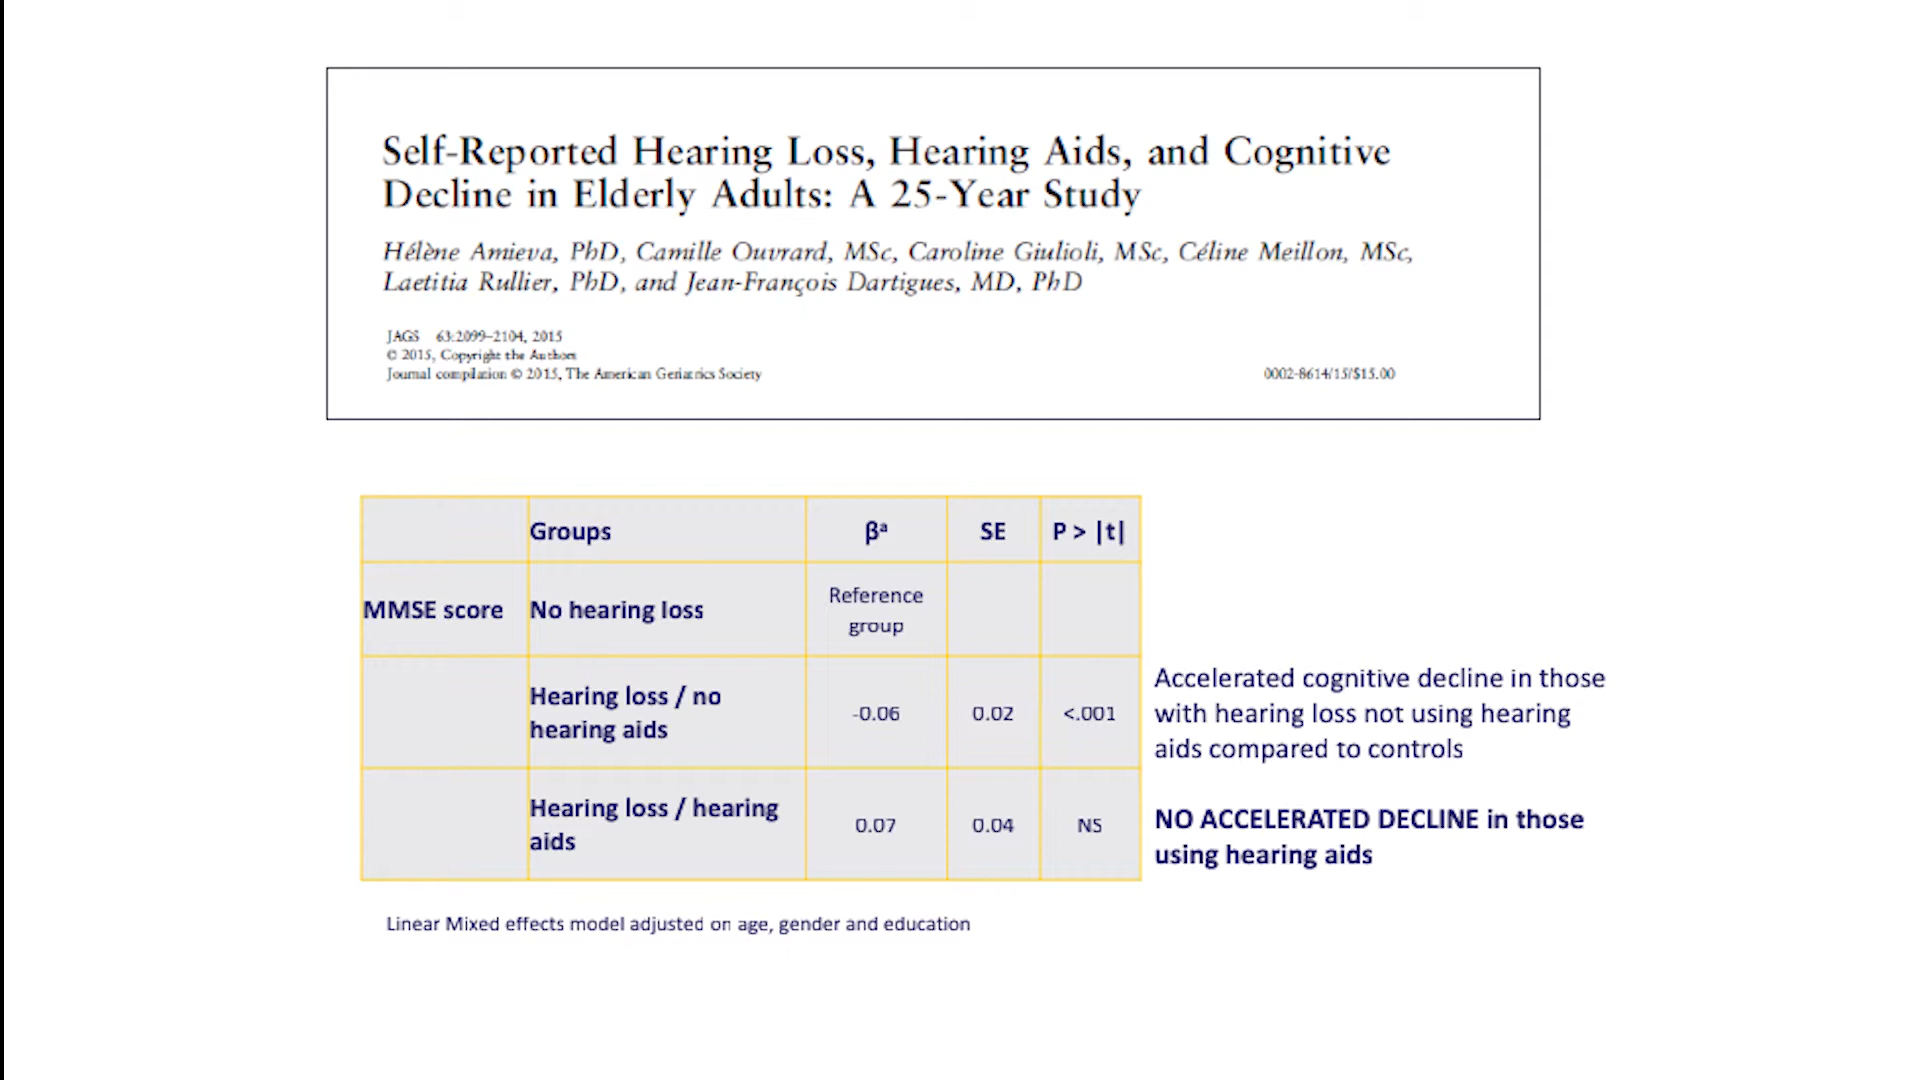 Self-Reported Hearing Loss, Hearing Aids, and Cognitive
Decline in Elderly Adults: A 25-Year Study
Hélène Amieva, PhD, Camille Ouvrard, MSc, Caroline Giulioli, MSc, Céline Meillon, MSc,
Laetitia Rullier, PhD, and Jean-François Dartigues, MD, PhD
JAGS 63:2099–2104, 2015
© 2015, Copyright the Authors
Journal compilation © 2015, The American Geriatrics Society
0002-8614/15/$15.00
Groups βᵃ SE P > |t|
MMSE score No hearing loss Reference
group
Hearing loss / no
hearing aids -0.06 0.02 <.001
Hearing loss / hearing
aids 0.07 0.04 NS
Accelerated cognitive decline in those
with hearing loss not using hearing
aids compared to controls
NO ACCELERATED DECLINE in those
using hearing aids
Linear Mixed effects model adjusted on age, gender and education